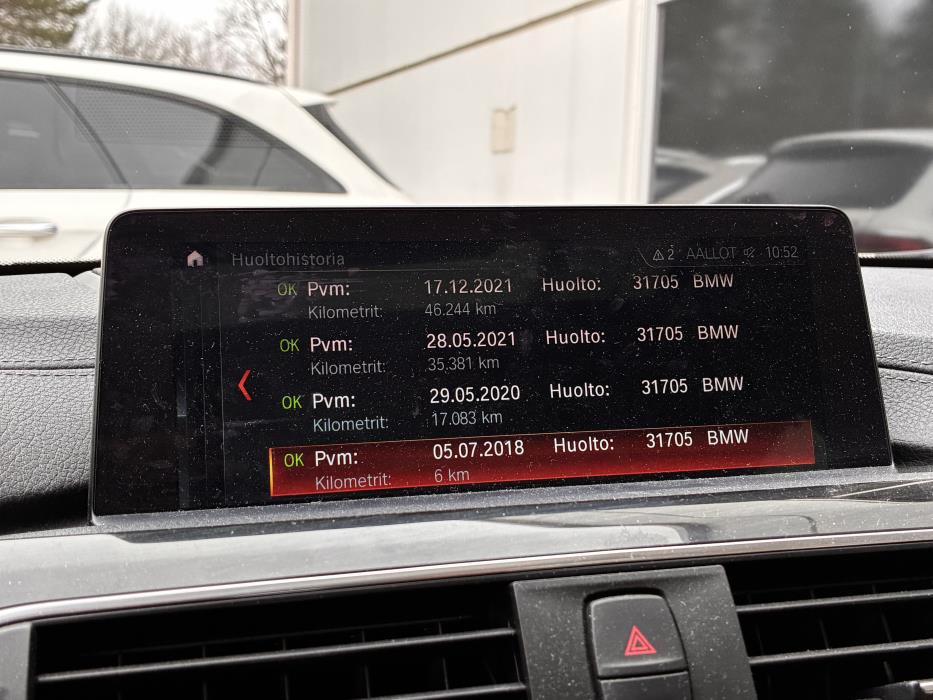 Huoltohistoria 2 AALLOT 10:52
OK Pvm: 17.12.2021 Huolto: 31705 BMW
Kilometrit: 46.244 km
OK Pvm: 28.05.2021 Huolto: 31705 BMW
Kilometrit: 35.381 km
OK Pvm: 29.05.2020 Huolto: 31705 BMW
Kilometrit: 17.083 km
OK Pvm: 05.07.2018 Huolto: 31705 BMW
Kilometrit: 6 km